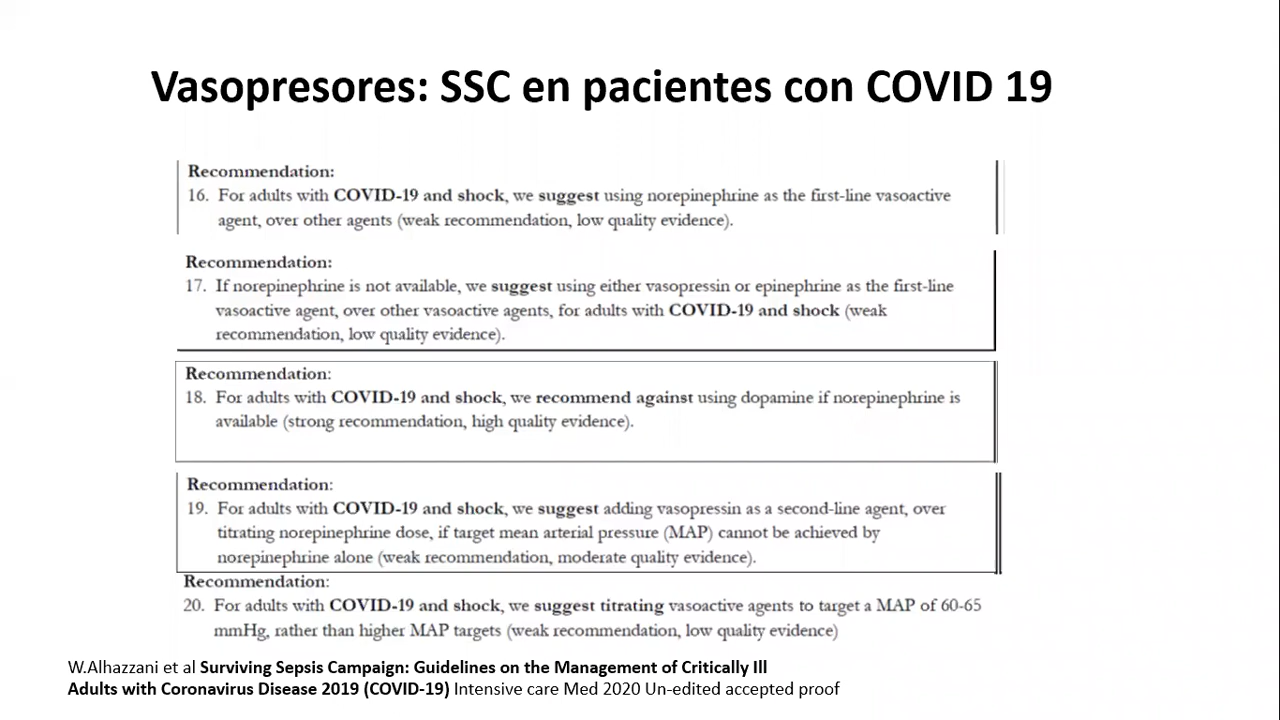 Vasopresores: SSC en pacientes con COVID 19
Recommendation:
16. For adults with COVID-19 and shock, we suggest using norepinephrine as the first-line vasoactive
agent, over other agents (weak recommendation, low quality evidence).
Recommendation:
17. If norepinephrine is not available, we suggest using either vasopressin or epinephrine as the first-line
vasoactive agent, over other vasoactive agents, for adults with COVID-19 and shock (weak
recommendation, low quality evidence).
Recommendation:
18. For adults with COVID-19 and shock, we recommend against using dopamine if norepinephrine is
available (strong recommendation, high quality evidence).
Recommendation:
19. For adults with COVID-19 and shock, we suggest adding vasopressin as a second-line agent, over
titrating norepinephrine dose, if target mean arterial pressure (MAP) cannot be achieved by
norepinephrine alone (weak recommendation, moderate quality evidence).
Recommendation:
20. For adults with COVID-19 and shock, we suggest titrating vasoactive agents to target a MAP of 60-65
mmHg, rather than higher MAP targets (weak recommendation, low quality evidence)
W.Alhazzani et al Surviving Sepsis Campaign: Guidelines on the Management of Critically Ill
Adults with Coronavirus Disease 2019 (COVID-19) Intensive care Med 2020 Un-edited accepted proof